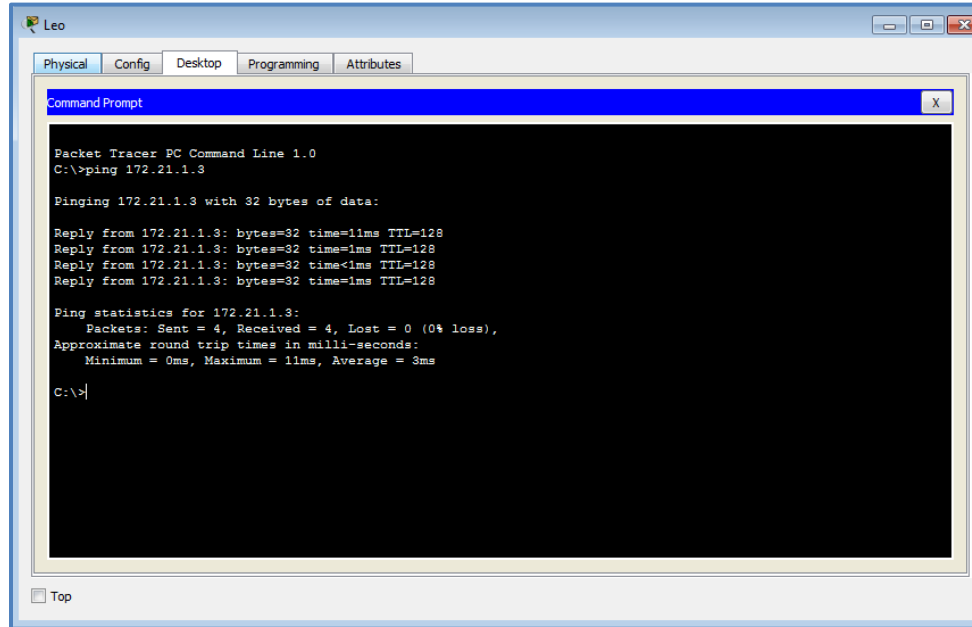 Leo
Physical Config Desktop Programming Attributes
Command Prompt X
Packet Tracer PC Command Line 1.0
C:\>ping 172.21.1.3
Pinging 172.21.1.3 with 32 bytes of data:
Reply from 172.21.1.3: bytes=32 time=11ms TTL=128
Reply from 172.21.1.3: bytes=32 time=1ms TTL=128
Reply from 172.21.1.3: bytes=32 time<1ms TTL=128
Reply from 172.21.1.3: bytes=32 time=1ms TTL=128
Ping statistics for 172.21.1.3:
Packets: Sent = 4, Received = 4, Lost = 0 (0% loss),
Approximate round trip times in milli-seconds:
Minimum = 0ms, Maximum = 11ms, Average = 3ms
C:\>
Top